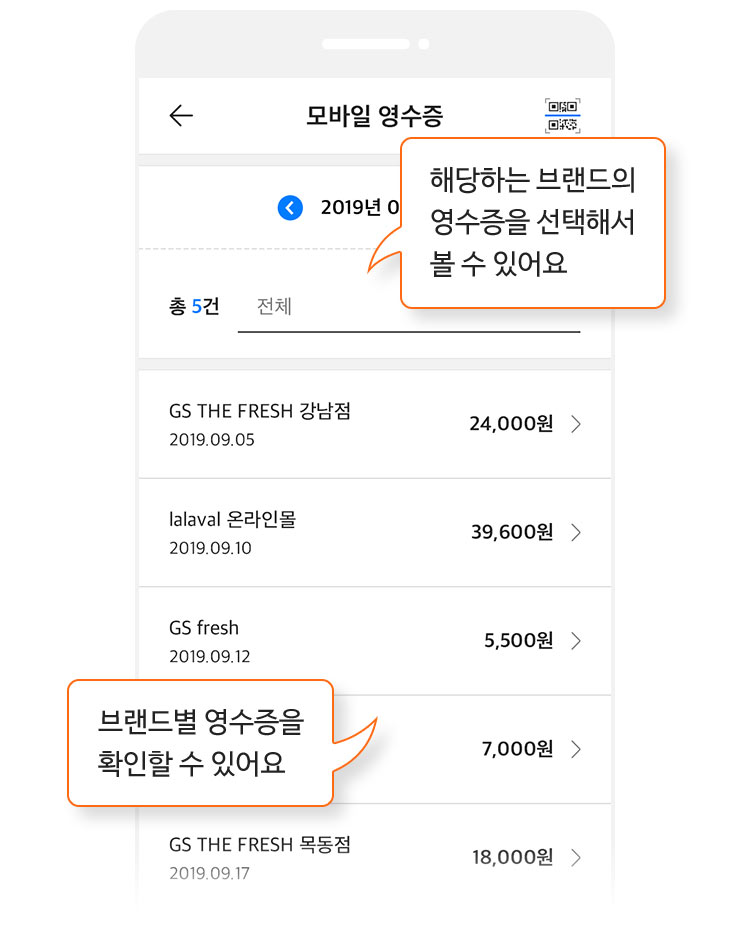 모바일 영수증
2019년 0
해당하는 브랜드의
영수증을 선택해서
볼 수 있어요
총 5건
전체
GS THE FRESH 강남점
24,000원
2019.09.05
lalaval 온라인몰
39,600원
2019.09.10
GS fresh
5,500원
2019.09.12
브랜드별 영수증을
확인할 수 있어요
7,000원
GS THE FRESH 목동점
18,000원
2019.09.17